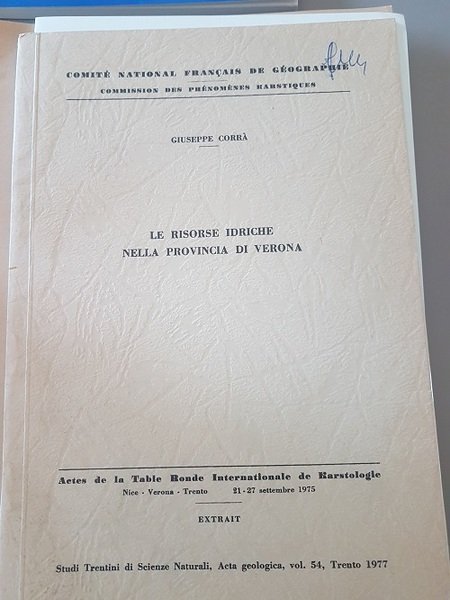 COMITÉ NATIONAL FRANÇAIS DE GÉOGRAPHIE
COMMISSION DES PHÉNOMÈNES KARSTIQUES
GIUSEPPE CORRÀ
LE RISORSE IDRICHE
NELLA PROVINCIA DI VERONA
Actes de la Table Ronde Internationale de Karstologie
Nice - Verona - Trento 21-27 settembre 1975
EXTRAIT
Studi Trentini di Scienze Naturali, Acta geologica, vol. 54, Trento 1977